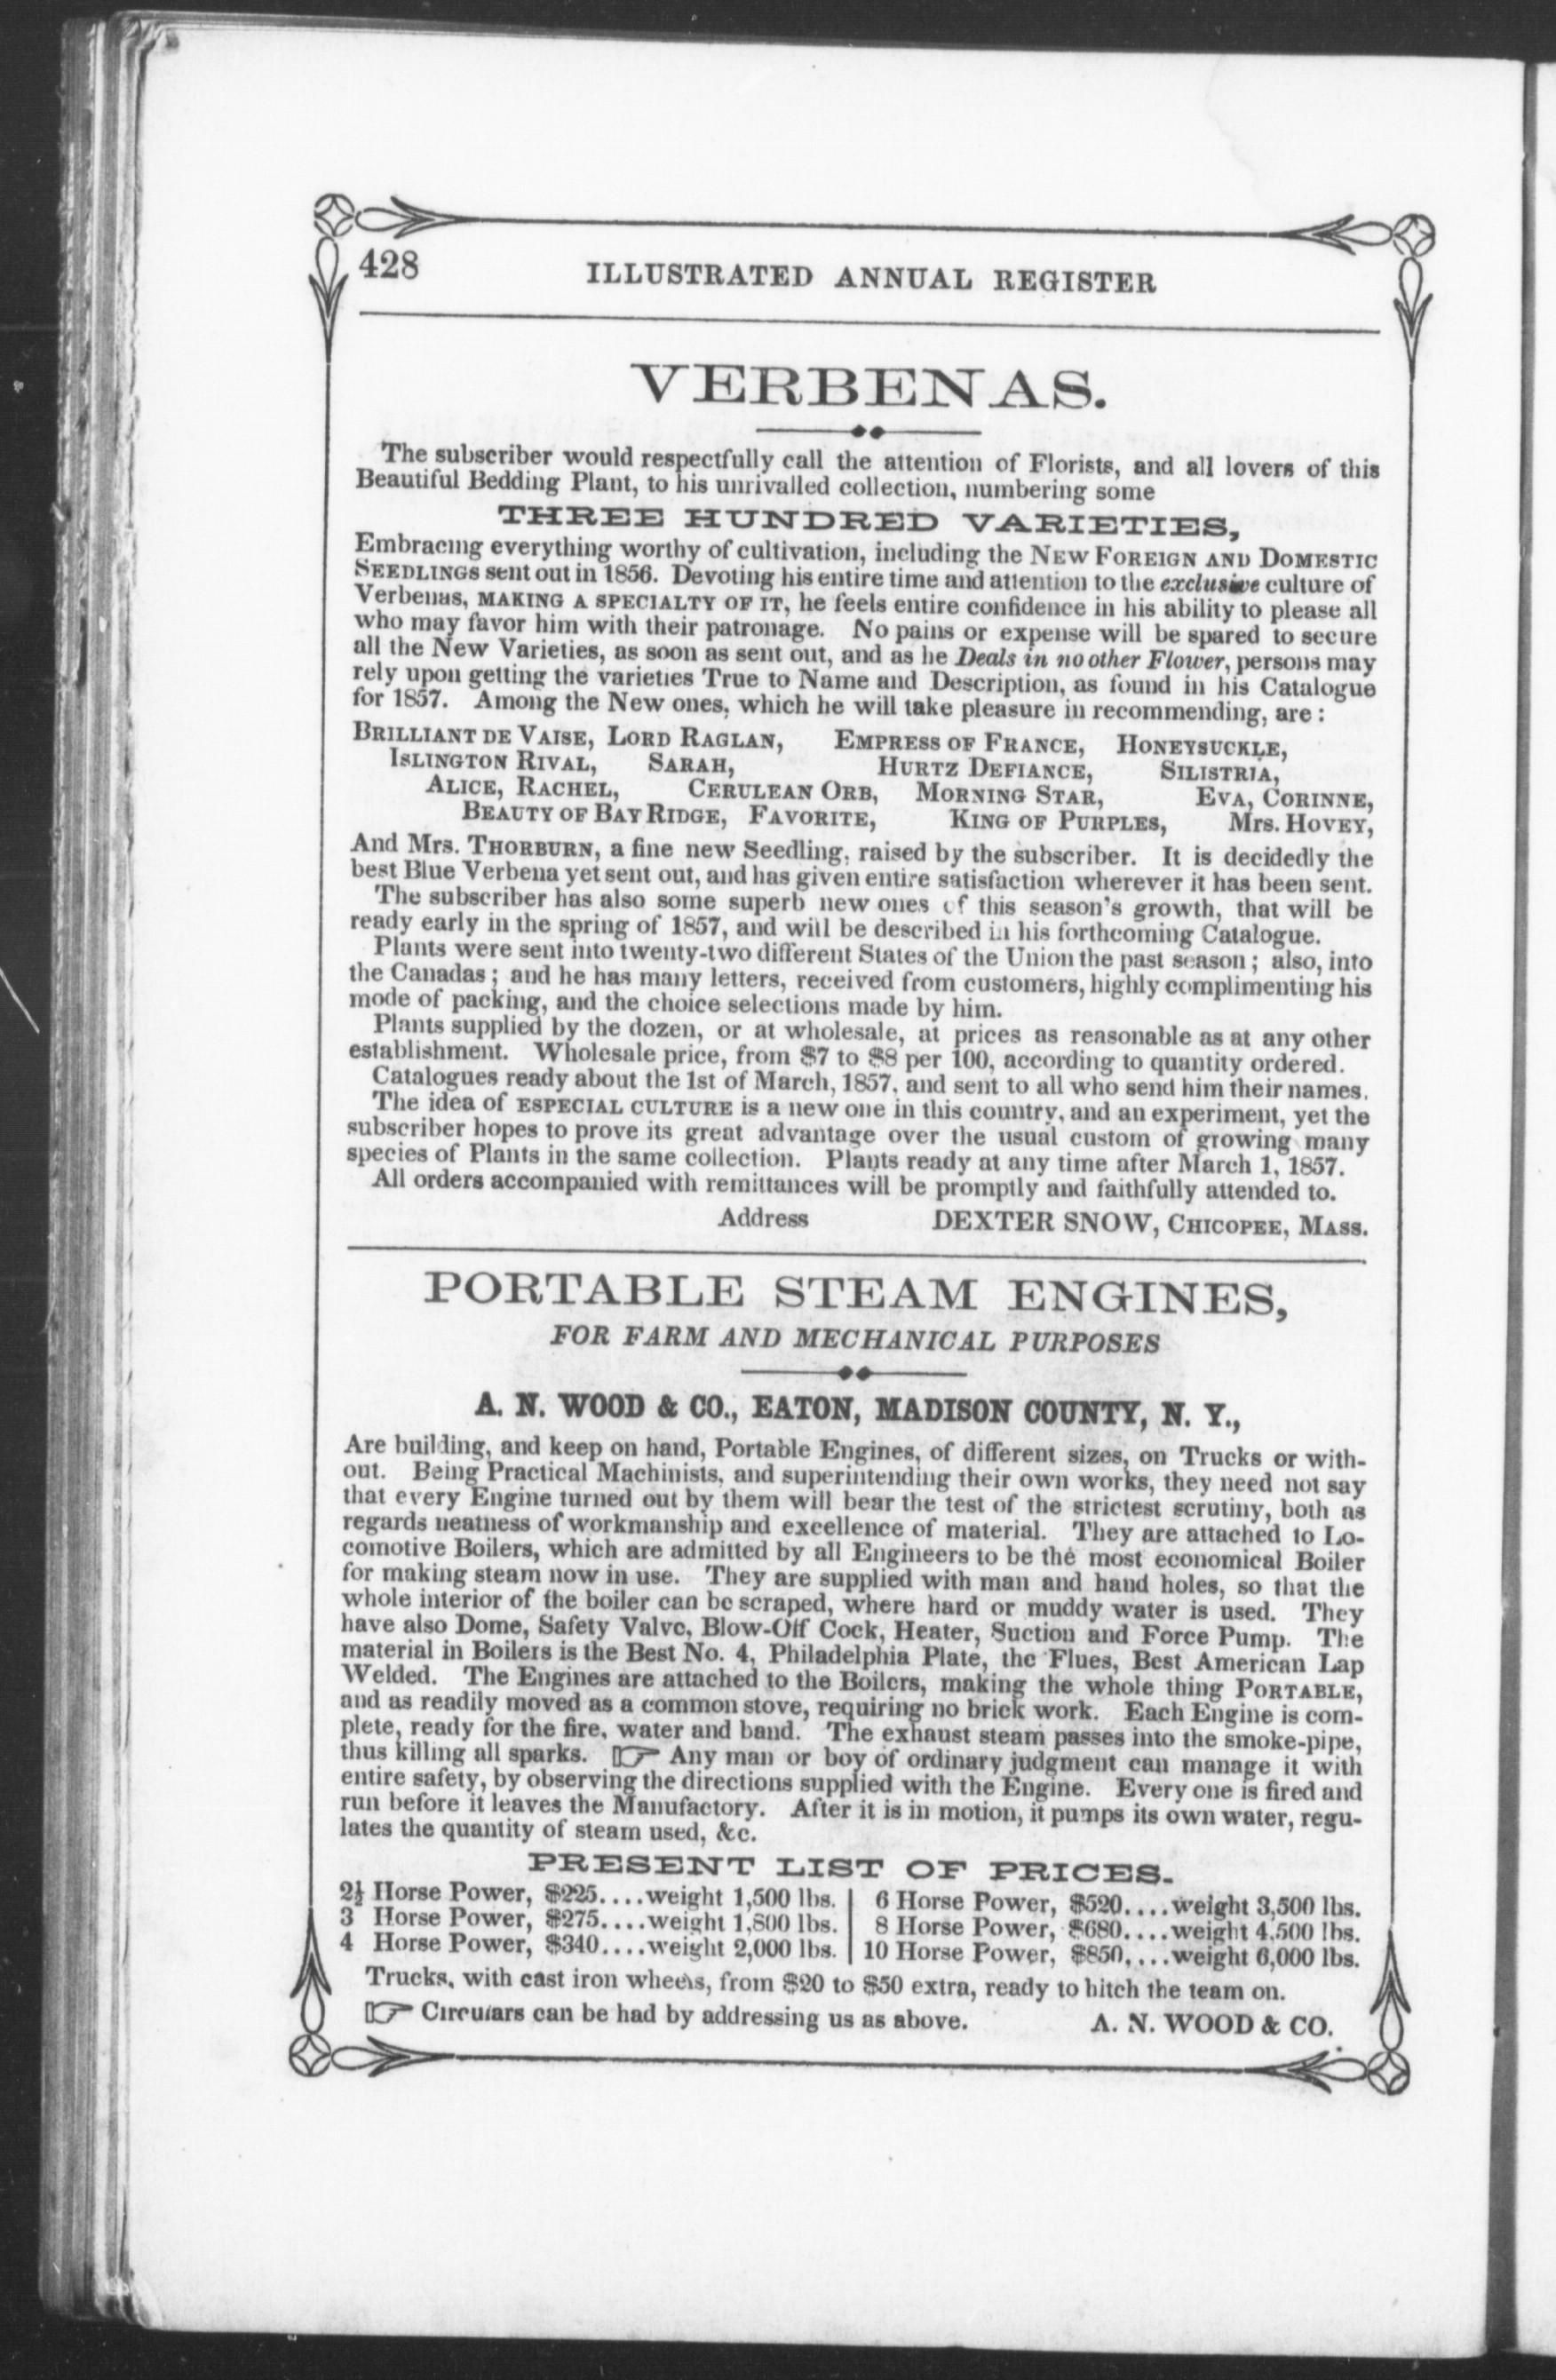 428
ILLUSTRATED ANNUAL REGISTER
VERBENAS.
The subscriber would respectfully call the attention of Florists, and all lovers of this
Beautiful Bedding Plant, to his unrivalled collection, numbering some
THREE HUNDRED VARIETIES,
Embracing everything worthy of cultivation, including the NEW FOREIGN AND DOMESTIC
SEEDLINGS sent out in 1856. Devoting his entire time and attention to the exclusive culture of
Verbenas, MAKING A SPECIALTY OF IT, he feels entire confidence in his ability to please all
who may favor him with their patronage. No pains or expense will be spared to secure
all the New Varieties, as soon as sent out, and as he Deals in no other Flower, persons may
rely upon getting the varieties True to Name and Description, as found in his Catalogue
for 1857. Among the New ones, which he will take pleasure in recommending, are :
BRILLIANT DE VAISE, LORD RAGLAN, EMPRESS OF FRANCE, HONEYSUCKLE,
ISLINGTON RIVAL, SARAH, HURTZ DEFIANCE, SILISTRIA,
ALICE, RACHEL, CERULEAN ORB, MORNING STAR, EVA, CORINNE,
BEAUTY OF BAY RIDGE, FAVORITE, KING OF PURPLES, MRS. HOVEY,
And Mrs. THORBURN, a fine new Seedling, raised by the subscriber. It is decidedly the
best Blue Verbena yet sent out, and has given entire satisfaction wherever it has been sent.
The subscriber has also some superb new ones of this season's growth, that will be
ready early in the spring of 1857, and will be described in his forthcoming Catalogue.
Plants were sent into twenty-two different States of the Union the past season ; also, into
the Canadas ; and he has many letters, received from customers, highly complimenting his
mode of packing, and the choice selections made by him.
Plants supplied by the dozen, or at wholesale, at prices as reasonable as at any other
establishment. Wholesale price, from $7 to $8 per 100, according to quantity ordered.
Catalogues ready about the 1st of March, 1857, and sent to all who send him their names.
The idea of ESPECIAL CULTURE is a new one in this country, and an experiment, yet the
subscriber hopes to prove its great advantage over the usual custom of growing many
species of Plants in the same collection. Plants ready at any time after March 1, 1857.
All orders accompanied with remittances will be promptly and faithfully attended to.
Address DEXTER SNOW, CHICOPEE, MASS.
PORTABLE STEAM ENGINES,
FOR FARM AND MECHANICAL PURPOSES
A. N. WOOD & CO., EATON, MADISON COUNTY, N. Y.,
Are building, and keep on hand, Portable Engines, of different sizes, on Trucks or with-
out. Being Practical Machinists, and superintending their own works, they need not say
that every Engine turned out by them will bear the test of the strictest scrutiny, both as
regards neatness of workmanship and excellence of material. They are attached to Lo-
comotive Boilers, which are admitted by all Engineers to be the most economical Boiler
for making steam now in use. They are supplied with man and hand holes, so that the
whole interior of the boiler can be scraped, where hard or muddy water is used. They
have also Dome, Safety Valve, Blow-Off Cock, Heater, Suction and Force Pump. The
material in Boilers is the Best No. 4, Philadelphia Plate, the Flues, Best American Lap
Welded. The Engines are attached to the Boilers, making the whole thing PORTABLE,
and as readily moved as a common stove, requiring no brick work. Each Engine is com-
plete, ready for the fire, water and band. The exhaust steam passes into the smoke-pipe,
thus killing all sparks. ☞ Any man or boy of ordinary judgment can manage it with
entire safety, by observing the directions supplied with the Engine. Every one is fired and
run before it leaves the Manufactory. After it is in motion, it pumps its own water, regu-
lates the quantity of steam used, &c.
PRESENT LIST OF PRICES.
2½ Horse Power, $225....weight 1,500 lbs. | 6 Horse Power, $520....weight 3,500 lbs.
3 Horse Power, $275....weight 1,800 lbs. | 8 Horse Power, $680....weight 4,500 lbs.
4 Horse Power, $340....weight 2,000 lbs. | 10 Horse Power, $850....weight 6,000 lbs.
Trucks, with cast iron wheels, from $20 to $50 extra, ready to hitch the team on.
☞ Circulars can be had by addressing us as above. A. N. WOOD & CO.